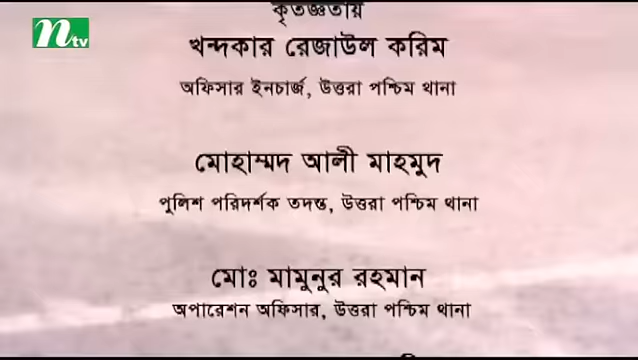 ntv
কৃতজ্ঞতায়
খন্দকার রেজাউল করিম
অফিসার ইনচার্জ, উত্তরা পশ্চিম থানা
মোহাম্মদ আলী মাহমুদ
পুলিশ পরিদর্শক তদন্ত, উত্তরা পশ্চিম থানা
মোঃ মামুনুর রহমান
অপারেশন অফিসার, উত্তরা পশ্চিম থানা